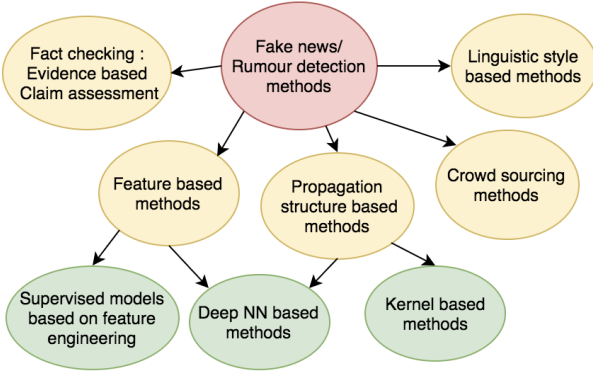 Fact checking :
Evidence based
Claim assessment
Fake news/
Rumour detection
methods
Linguistic style
based methods
Feature based
methods
Propagation
structure based
methods
Crowd sourcing
methods
Supervised models
based on feature
engineering
Deep NN based
methods
Kernel based
methods